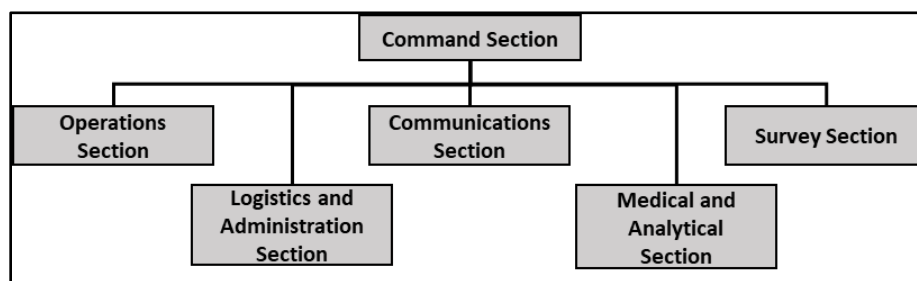 Command Section
Operations
Section
Communications
Section
Survey Section
Logistics and
Administration
Section
Medical and
Analytical
Section